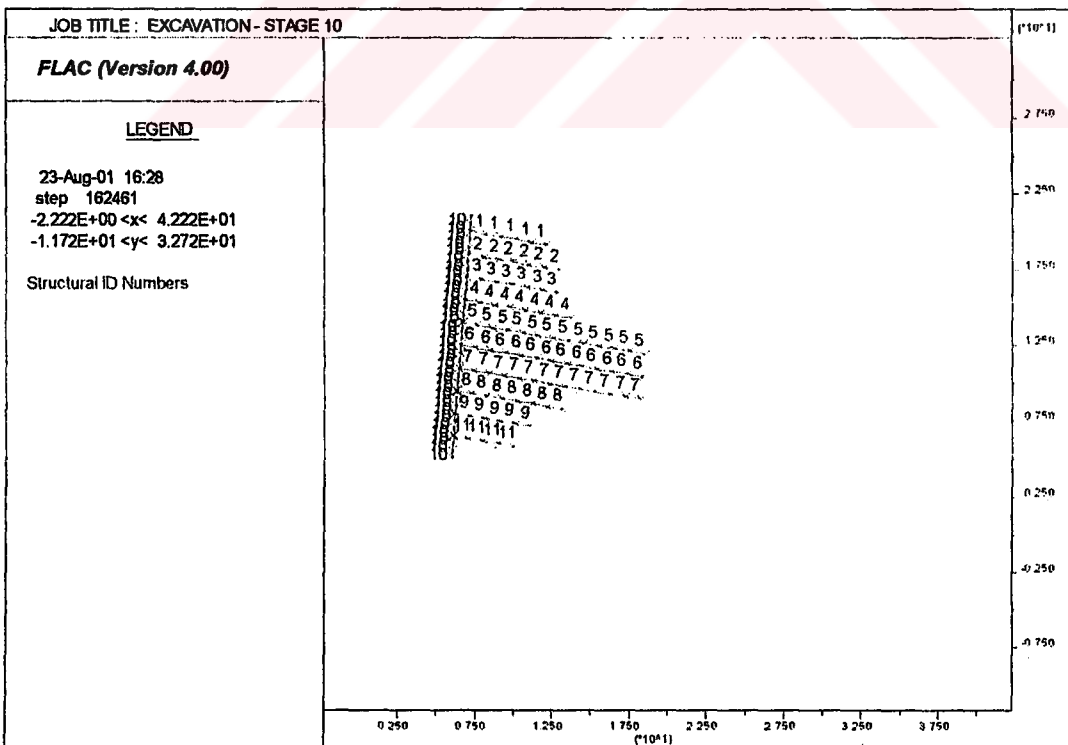 JOB TITLE : EXCAVATION - STAGE 10
(*10^1)
FLAC (Version 4.00)
LEGEND
23-Aug-01 16:28
step 162461
-2.222E+00 <x< 4.222E+01
-1.172E+01 <y< 3.272E+01
Structural ID Numbers
2.750
2.250
1.750
1.250
0.750
0.250
-0.250
-0.750
1 1 1 1 1
2 2 2 2 2 2
3 3 3 3 3 3
4 4 4 4 4 4 4
5 5 5 5 5 5 5 5 5 5 5 5
6 6 6 6 6 6 6 6 6 6 6 6
7 7 7 7 7 7 7 7 7 7 7 7
8 8 8 8 8 8 8
9 9 9 9 9
0.250 0.750 1.250 1.750 2.250 2.750 3.250 3.750
(*10^1)